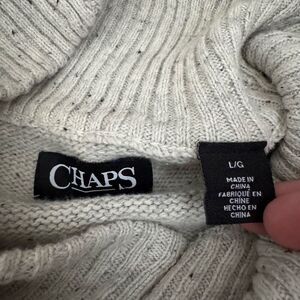 CHAPS
L/G
MADE IN
CHINA
FABRIQUÉ EN
CHINE
HECHO EN
CHINA